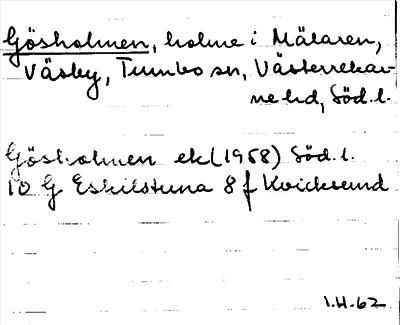 Gösholmen, holme i Mälaren,
Väsby, Tumbo sn, Västerrekar-
ne hd, Söd. l.
Gösholmen ek (1958) Söd. l.
10 G Eskilstuna 8 f Kvicksund
1.H.62